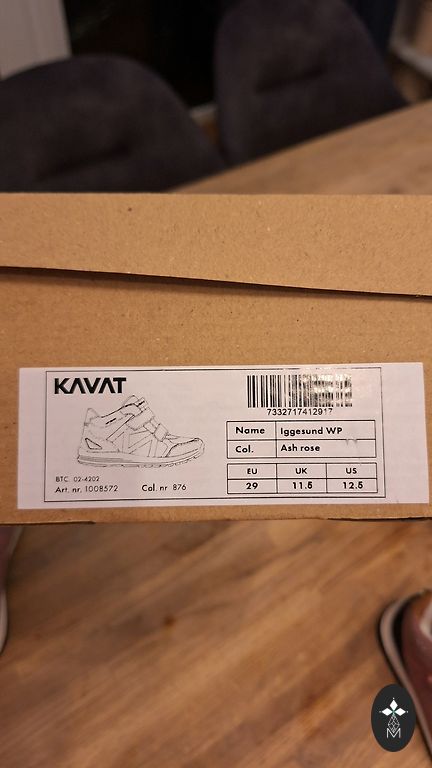 KAVAT
7332717412917
Name Iggesund WP
Col. Ash rose
EU UK US
29 11.5 12.5
BTC. 02-4202
Art. nr. 1008572 Col. nr 876
M